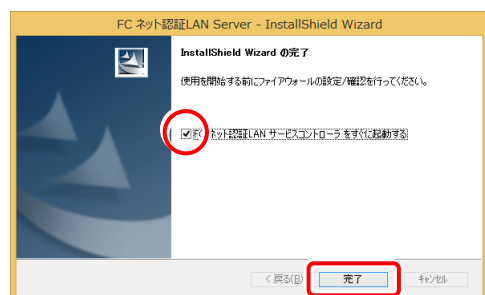 FC ネット認証LAN Server - InstallShield Wizard
InstallShield Wizard の完了
使用を開始する前にファイアウォールの設定/確認を行ってください。
FC ネット認証LAN サービスコントローラ をすぐに起動する
< 戻る(B)
完了
キャンセル